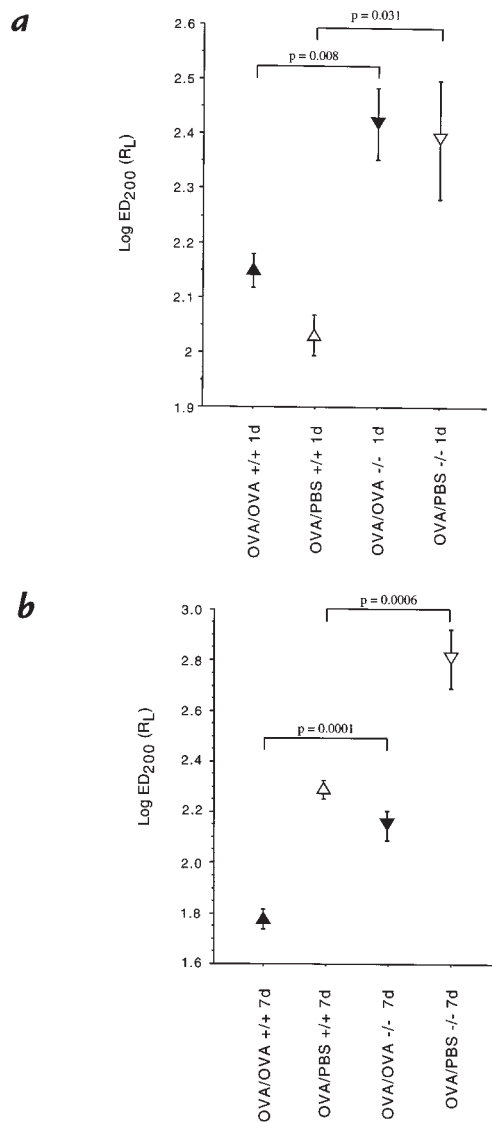 a
p = 0.031
p = 0.008
Log ED200 (RL)
2.6
2.5
2.4
2.3
2.2
2.1
2
1.9
OVA/OVA +/+ 1d
OVA/PBS +/+ 1d
OVA/OVA -/- 1d
OVA/PBS -/- 1d
b
p = 0.0006
p = 0.0001
Log ED200 (RL)
3.0
2.8
2.6
2.4
2.2
2.0
1.8
1.6
OVA/OVA +/+ 7d
OVA/PBS +/+ 7d
OVA/OVA -/- 7d
OVA/PBS -/- 7d